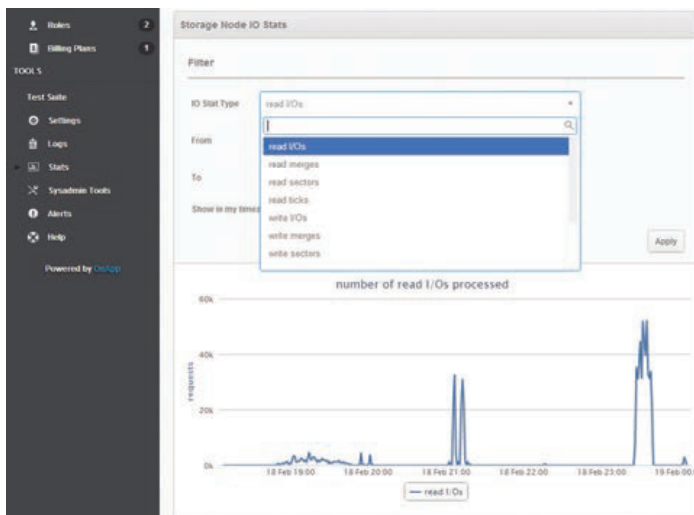 Roles 2
Billing Plans 1
TOOLS
Test Suite
Settings
Logs
Stats
Sysadmin Tools
Alerts
Help
Powered by OnApp
Storage Node IO Stats
Filter
IO Stat Type read I/Os
From
read I/Os
read merges
To
read sectors
read ticks
Show in my times
write I/Os
write merges
write sectors
Apply
number of read I/Os processed
60k
40k
20k
0k
requests
18 Feb 19:00 18 Feb 20:00 18 Feb 21:00 18 Feb 22:00 18 Feb 23:00 19 Feb 00:
read I/Os